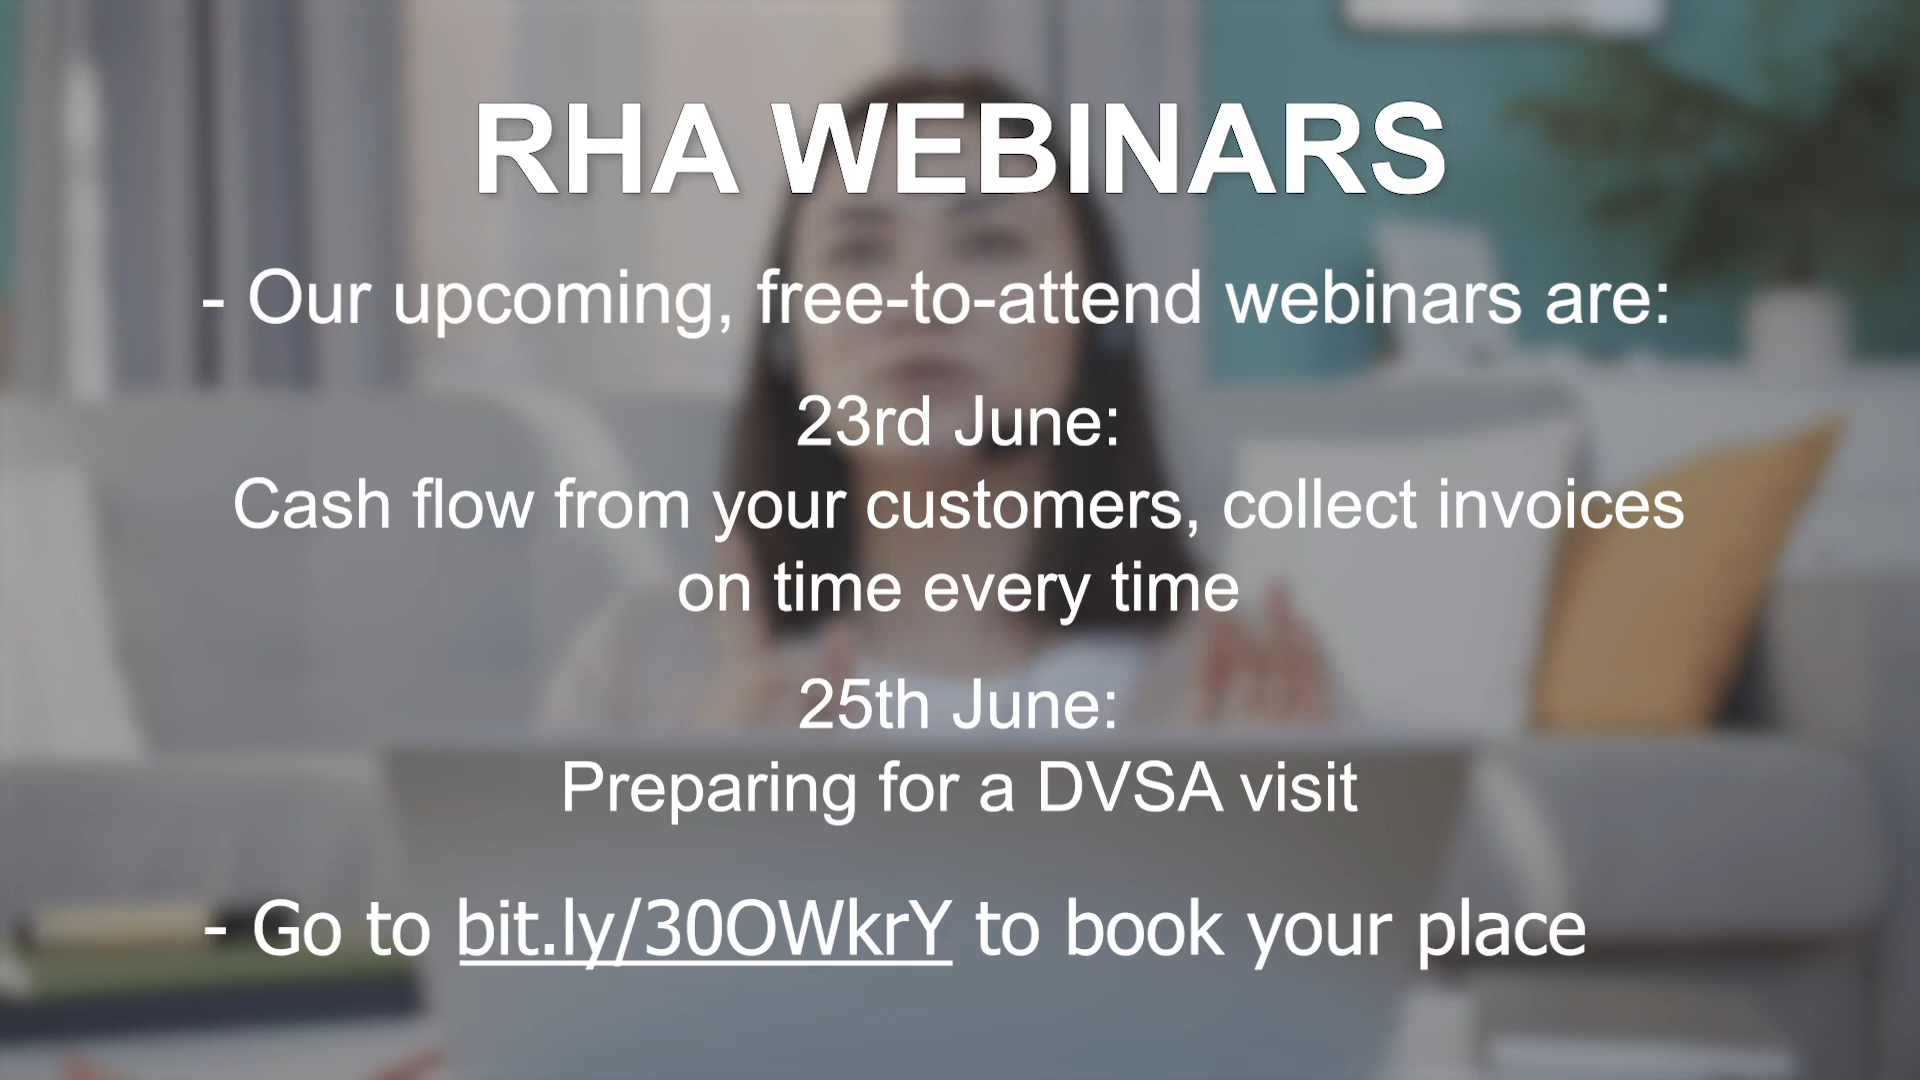 RHA WEBINARS
- Our upcoming, free-to-attend webinars are:
23rd June:
Cash flow from your customers, collect invoices
on time every time
25th June:
Preparing for a DVSA visit
- Go to bit.ly/30OWkrY to book your place